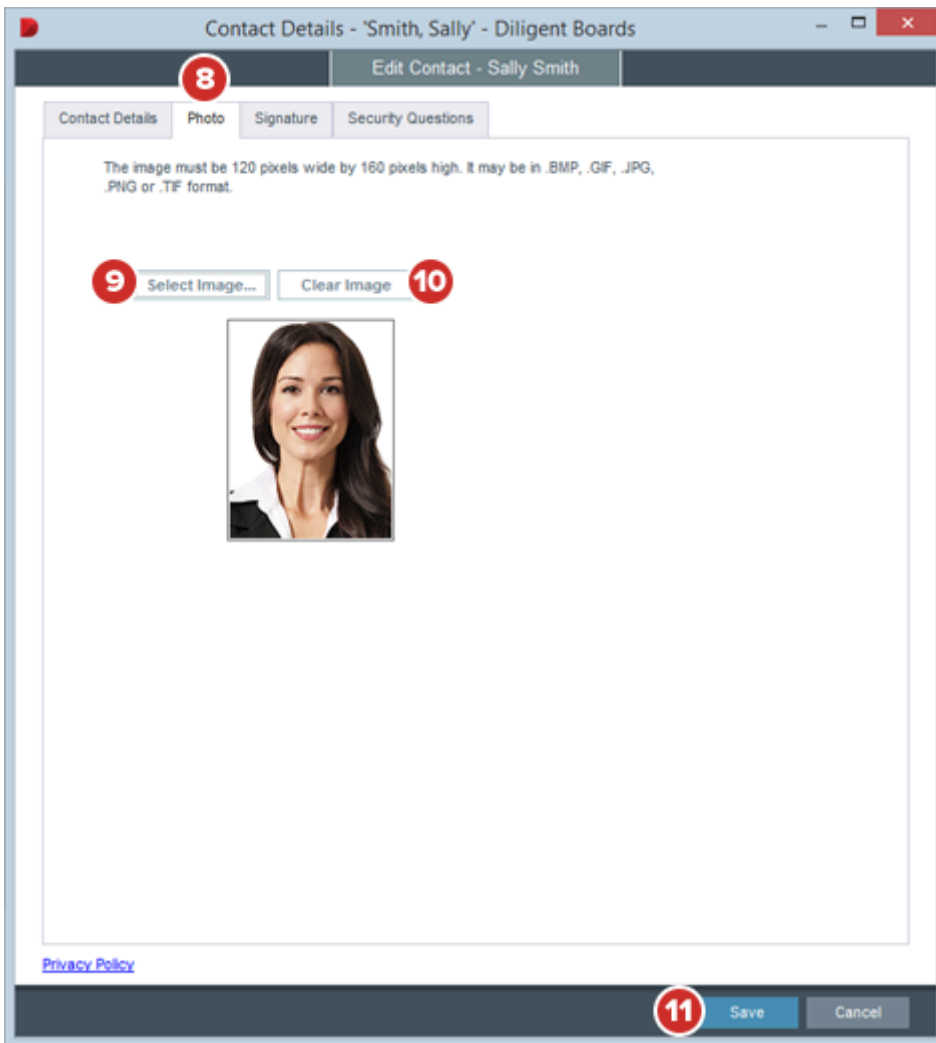 Contact Details - 'Smith, Sally' - Diligent Boards
Edit Contact - Sally Smith
8
Contact Details Photo Signature Security Questions
The image must be 120 pixels wide by 160 pixels high. It may be in .BMP, .GIF, .JPG,
.PNG or .TIF format.
9 Select Image... Clear Image 10
Privacy Policy
11 Save Cancel